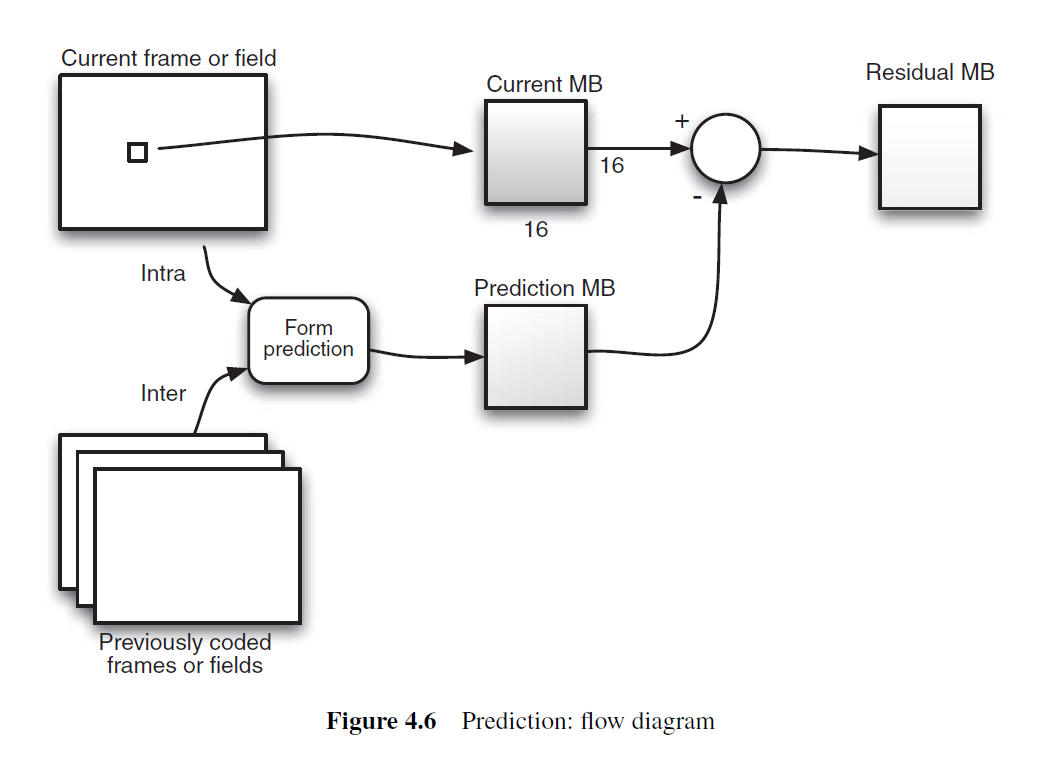 Current frame or field
Current MB
Residual MB
+
16
-
16
Intra
Prediction MB
Form
prediction
Inter
Previously coded
frames or fields
Figure 4.6 Prediction: flow diagram